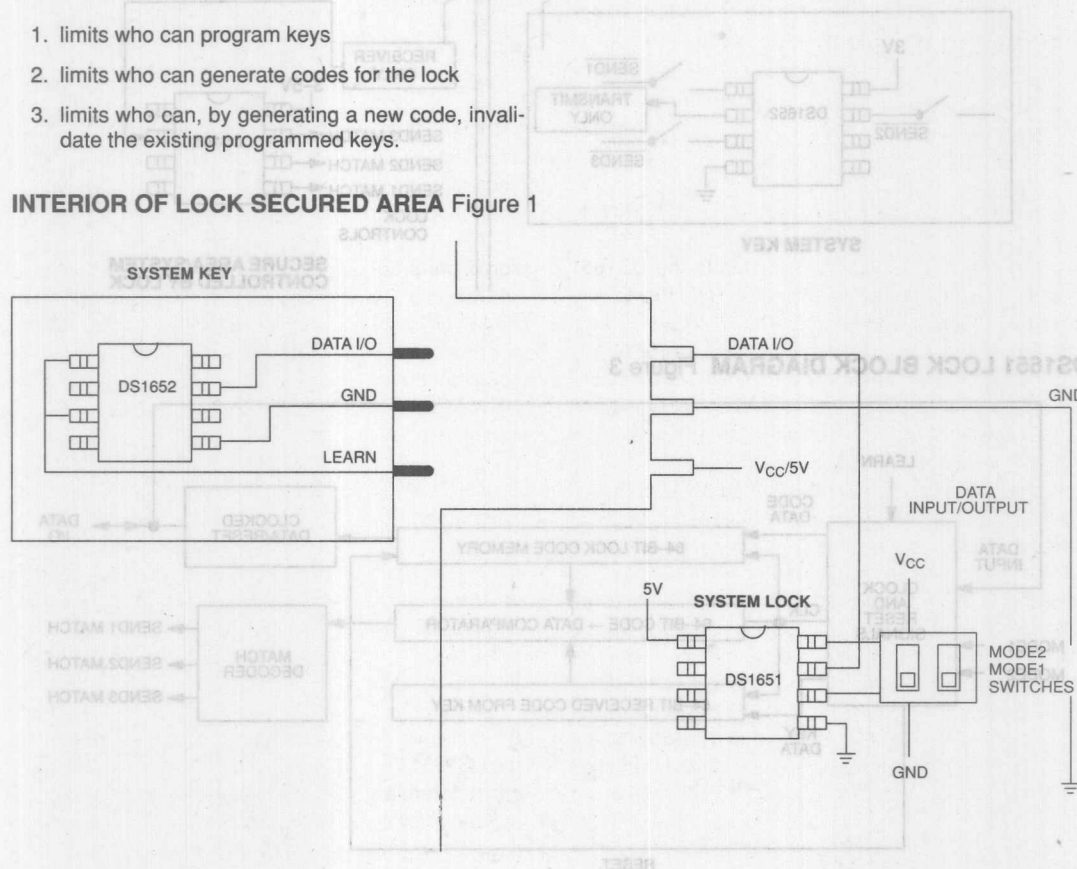 1. limits who can program keys
2. limits who can generate codes for the lock
3. limits who can, by generating a new code, invali-
date the existing programmed keys.
INTERIOR OF LOCK SECURED AREA Figure 1
SYSTEM KEY
DS1652
DATA I/O
GND
LEARN
DATA I/O
GND
VCC/5V
DATA
INPUT/OUTPUT
VCC
5V
SYSTEM LOCK
DS1651
MODE2
MODE1
SWITCHES
GND